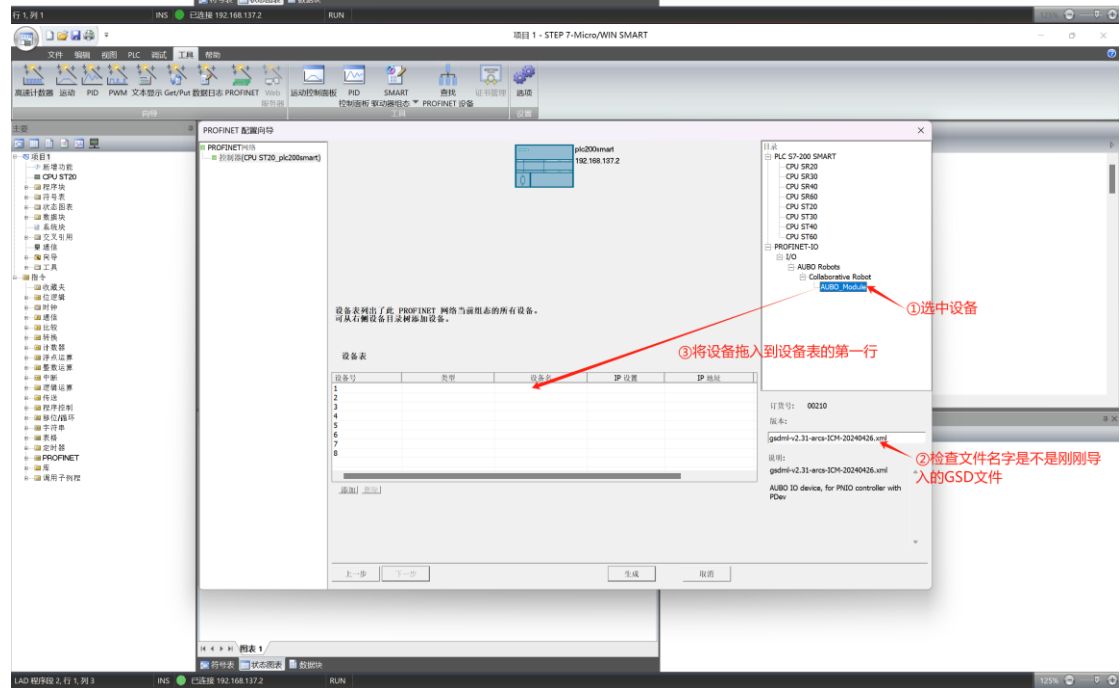 符号表 状态图表 数据块
行 1, 列 1 INS 已连接 192.168.137.2 RUN
项目 1 - STEP 7-Micro/WIN SMART
文件 编辑 视图 PLC 调试 工具 帮助
高速计数器 运动 PID PWM 文本显示 Get/Put 数据日志 PROFINET Web 运动控制面板 PID SMART 查找 证书管理 选项
服务器 控制面板 驱动器组态 PROFINET 设备
向导 工具 设置
主要
项目1
新增功能
CPU ST20
程序块
符号表
状态图表
数据块
系统块
交叉引用
通信
向导
工具
指令
收藏夹
位逻辑
时钟
通信
比较
转换
计数器
浮点运算
整数运算
中断
逻辑运算
传送
程序控制
移位/循环
字符串
表格
定时器
PROFINET
库
调用子例程
PROFINET 配置向导
PROFINET网络
控制器(CPU ST20_plc200smart)
plc200smart
192.168.137.2
设备表列出了此 PROFINET 网络当前组态的所有设备。
可从右侧设备目录树添加设备。
设备表
设备号 类型 设备名 IP 设置 IP 地址
1
2
3
4
5
6
7
8
添加 删除
上一步 下一步 生成 取消
目录
PLC S7-200 SMART
CPU SR20
CPU SR30
CPU SR40
CPU SR60
CPU ST20
CPU ST30
CPU ST40
CPU ST60
PROFINET-IO
I/O
AUBO Robots
Collaborative Robot
AUBO_Module
①选中设备
③将设备拖入到设备表的第一行
订货号: 00210
版本:
gsdml-v2.31-arcs-ICM-20240426.xml
②检查文件名字是不是刚刚导
入的GSD文件
说明:
gsdml-v2.31-arcs-ICM-20240426.xml
AUBO IO device, for PNIO controller with
PDev
图表 1
符号表 状态图表 数据块
LAD 程序段 2, 行 1, 列 3 INS 已连接 192.168.137.2 RUN 125%